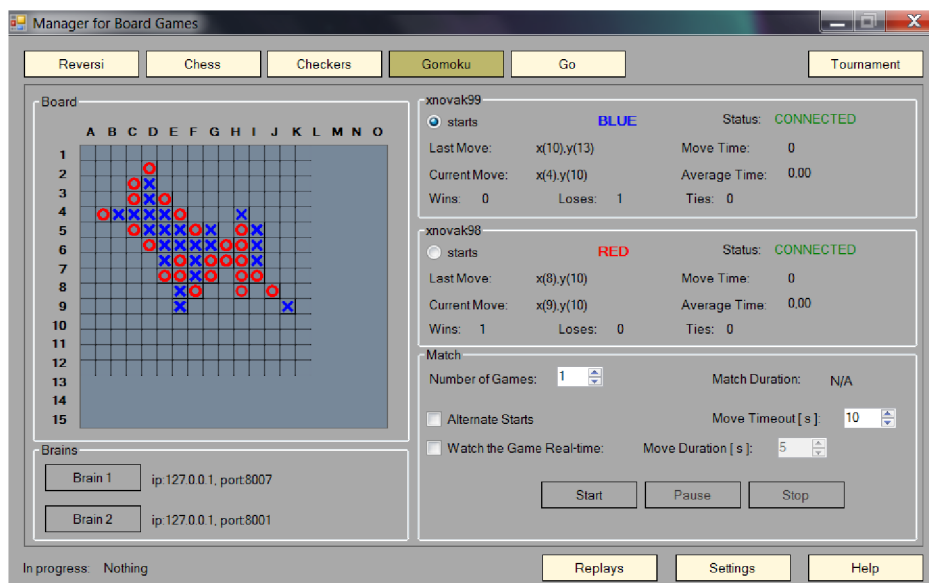 Manager for Board Games
Reversi Chess Checkers Gomoku Go Tournament
Board
A B C D E F G H I J K L M N O
1
2
3
4
5
6
7
8
9
10
11
12
13
14
15
Brains
Brain 1 ip:127.0.0.1, port:8007
Brain 2 ip:127.0.0.1, port:8001
xnovak99
starts BLUE Status: CONNECTED
Last Move: x(10),y(13) Move Time: 0
Current Move: x(4),y(10) Average Time: 0,00
Wins: 0 Loses: 1 Ties: 0
xnovak98
starts RED Status: CONNECTED
Last Move: x(8),y(10) Move Time: 0
Current Move: x(9),y(10) Average Time: 0,00
Wins: 1 Loses: 0 Ties: 0
Match
Number of Games: 1 Match Duration: N/A
Alternate Starts Move Timeout [ s ]: 10
Watch the Game Real-time: Move Duration [ s ]: 5
Start Pause Stop
In progress: Nothing Replays Settings Help